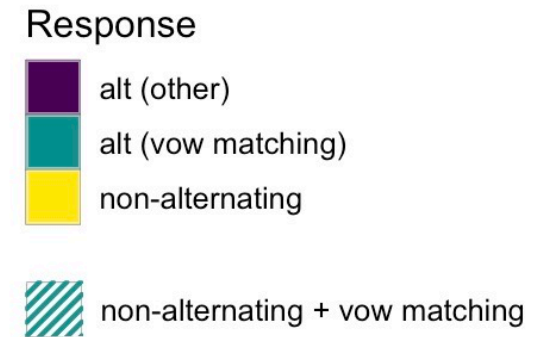 Response
alt (other)
alt (vow matching)
non-alternating
non-alternating + vow matching